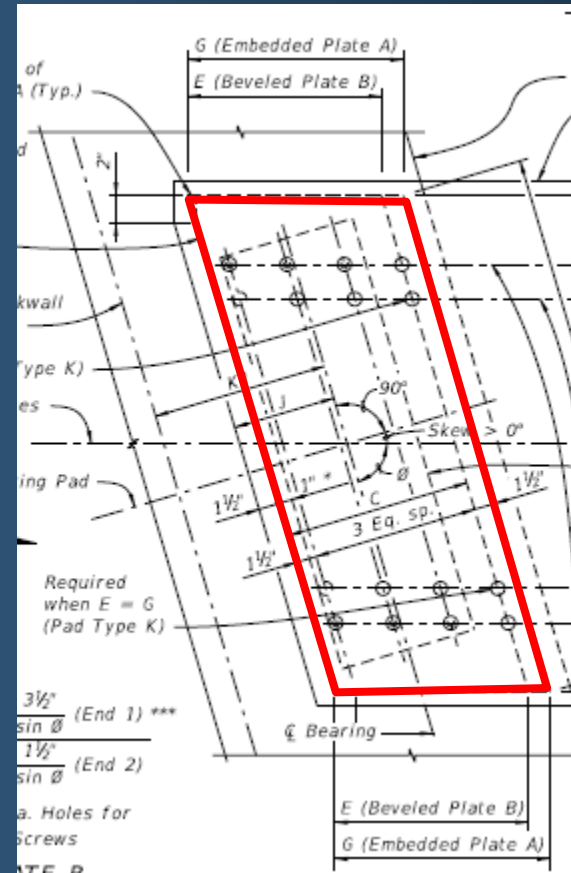 G (Embedded Plate A)
of
A (Typ.)
E (Beveled Plate B)
2"
kwall
Type K)
K
J
90°
es
Skew > 0°
ing Pad
1" *
Ø
1½"
C
1½"
3 Eq. sp.
1½"
Required
when E = G
(Pad Type K)
3½"
sin Ø
(End 1) ***
1½"
sin Ø
(End 2)
℄ Bearing
a. Holes for
Screws
E (Beveled Plate B)
G (Embedded Plate A)